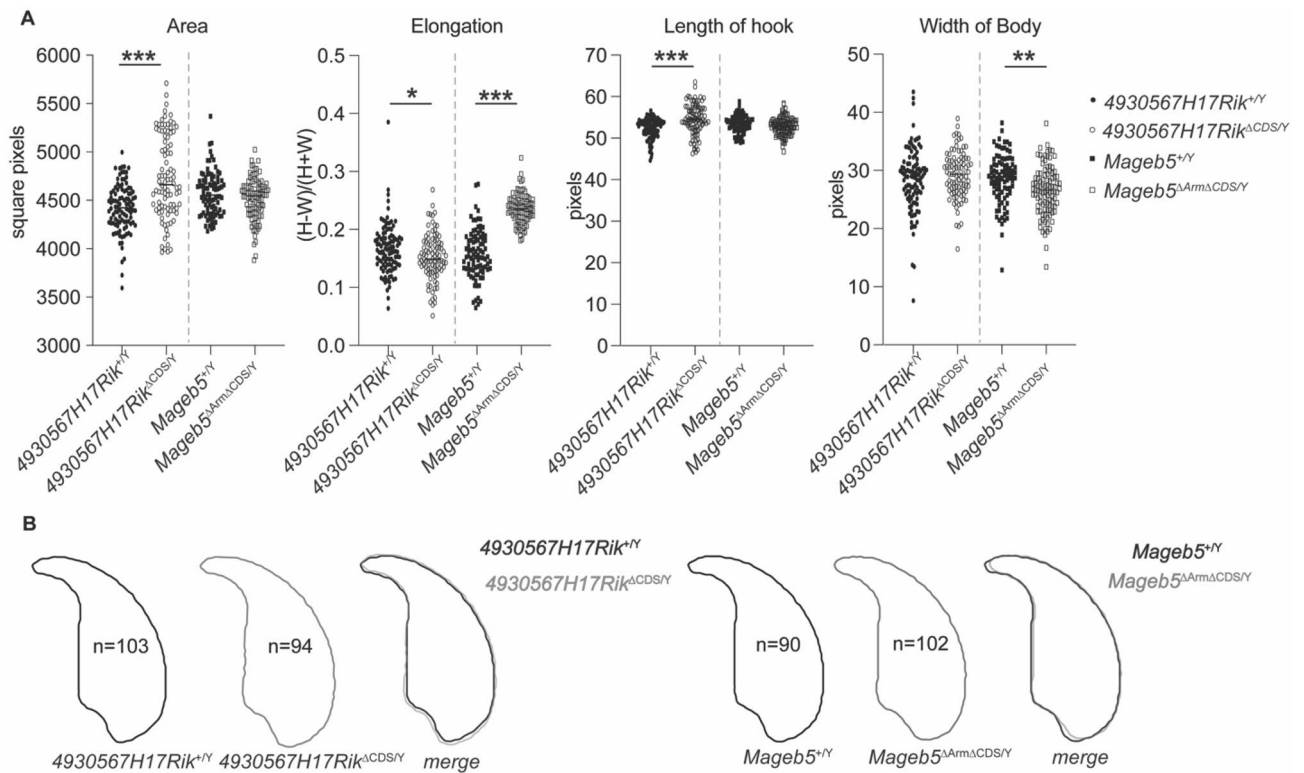 A
Area
Elongation
Length of hook
Width of Body
square pixels
6000
5500
5000
4500
4000
3500
3000
***
4930567H17Rik+/Y
4930567H17RikΔCDS/Y
Mageb5+/Y
Mageb5ΔArmΔCDS/Y
(H-W)/(H+W)
0.5
0.4
0.3
0.2
0.1
0.0
*
***
4930567H17Rik+/Y
4930567H17RikΔCDS/Y
Mageb5+/Y
Mageb5ΔArmΔCDS/Y
pixels
70
60
50
40
30
20
10
0
***
4930567H17Rik+/Y
4930567H17RikΔCDS/Y
Mageb5+/Y
Mageb5ΔArmΔCDS/Y
pixels
50
40
30
20
10
0
**
4930567H17Rik+/Y
4930567H17RikΔCDS/Y
Mageb5+/Y
Mageb5ΔArmΔCDS/Y
4930567H17Rik+/Y
4930567H17RikΔCDS/Y
Mageb5+/Y
Mageb5ΔArmΔCDS/Y
B
4930567H17Rik+/Y
4930567H17RikΔCDS/Y
n=103
n=94
4930567H17Rik+/Y
4930567H17RikΔCDS/Y
merge
Mageb5+/Y
Mageb5ΔArmΔCDS/Y
n=90
n=102
Mageb5+/Y
Mageb5ΔArmΔCDS/Y
merge